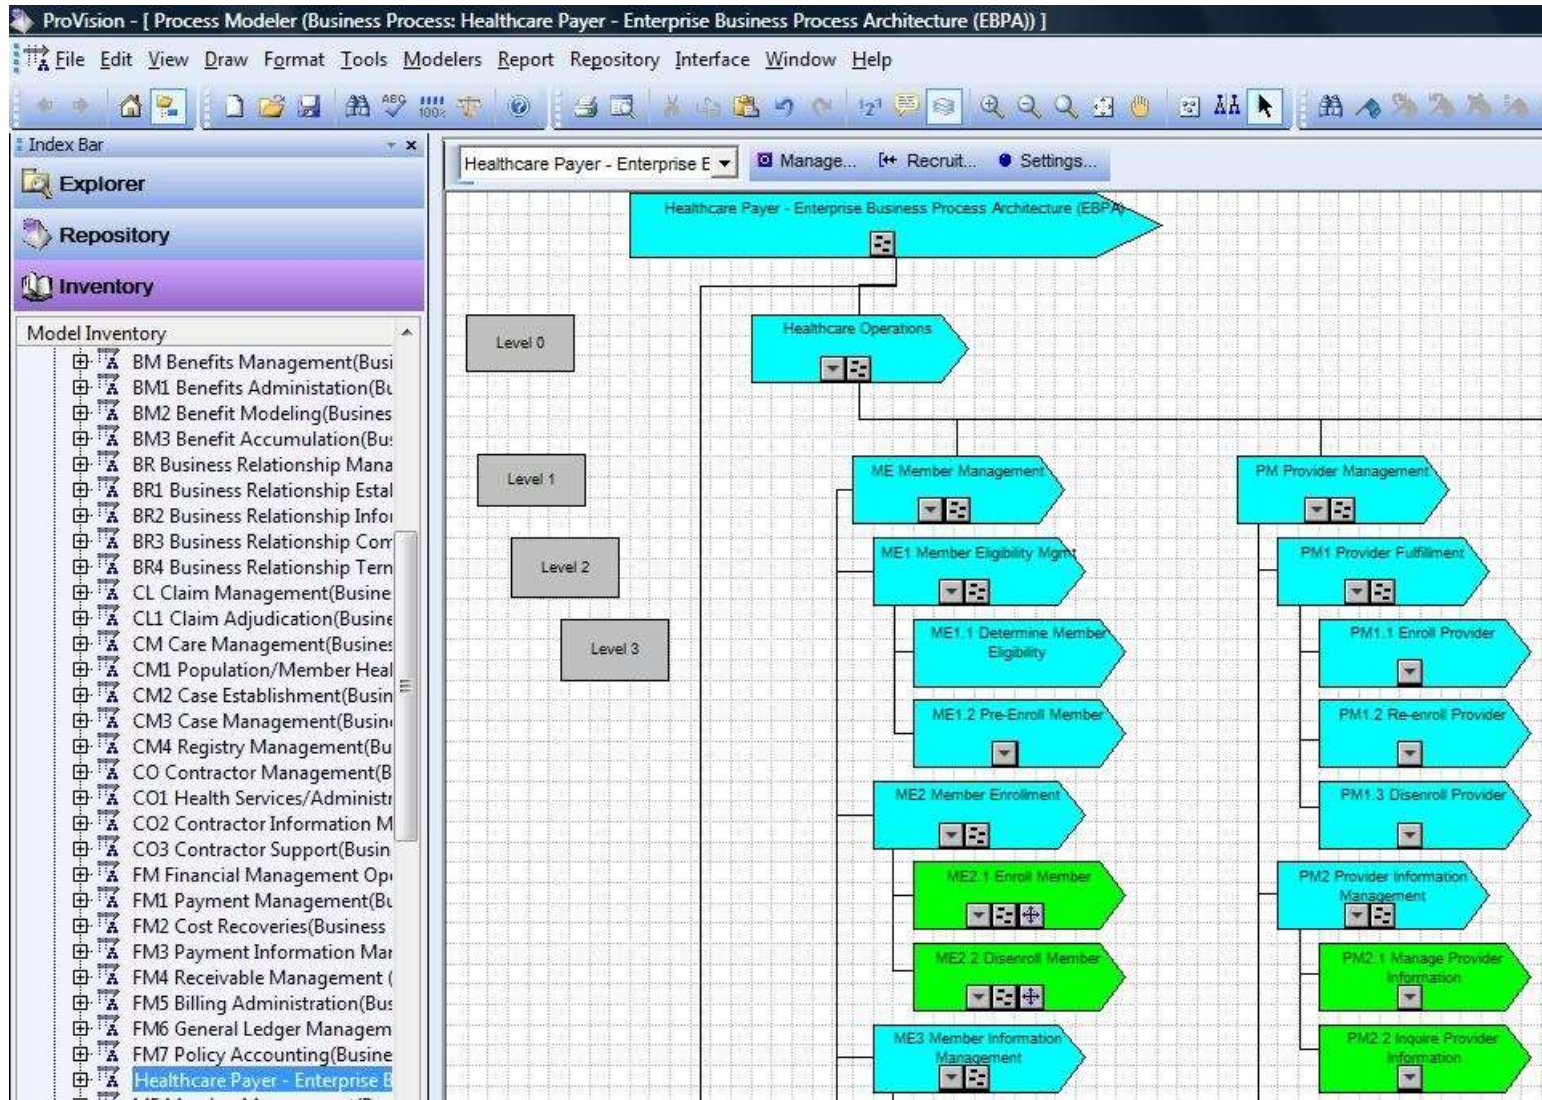 ProVision - [ Process Modeler (Business Process: Healthcare Payer - Enterprise Business Process Architecture (EBPA)) ]
File Edit View Draw Format Tools Modelers Report Repository Interface Window Help
ABC
100%
1 2 1
Index Bar
Explorer
Repository
Inventory
Model Inventory
BM Benefits Management(Busi
BM1 Benefits Administation(Bu
BM2 Benefit Modeling(Busines
BM3 Benefit Accumulation(Bus
BR Business Relationship Mana
BR1 Business Relationship Estal
BR2 Business Relationship Infor
BR3 Business Relationship Com
BR4 Business Relationship Tern
CL Claim Management(Busine
CL1 Claim Adjudication(Busine
CM Care Management(Busines
CM1 Population/Member Heal
CM2 Case Establishment(Busin
CM3 Case Management(Busin
CM4 Registry Management(Bu
CO Contractor Management(B
CO1 Health Services/Administr
CO2 Contractor Information M
CO3 Contractor Support(Busin
FM Financial Management Op
FM1 Payment Management(Bu
FM2 Cost Recoveries(Business
FM3 Payment Information Mar
FM4 Receivable Management (
FM5 Billing Administration(Bus
FM6 General Ledger Managem
FM7 Policy Accounting(Busine
Healthcare Payer - Enterprise B
Healthcare Payer - Enterprise E
Manage... Recruit... Settings...
Healthcare Payer - Enterprise Business Process Architecture (EBPA)
Level 0
Healthcare Operations
Level 1
Level 2
Level 3
ME Member Management
ME1 Member Eligibility Mgmt
ME1.1 Determine Member
Eligibility
ME1.2 Pre-Enroll Member
ME2 Member Enrollment
ME2.1 Enroll Member
ME2.2 Disenroll Member
ME3 Member Information
Management
PM Provider Management
PM1 Provider Fulfillment
PM1.1 Enroll Provider
PM1.2 Re-enroll Provider
PM1.3 Disenroll Provider
PM2 Provider Information
Management
PM2.1 Manage Provider
Information
PM2.2 Inquire Provider
Information